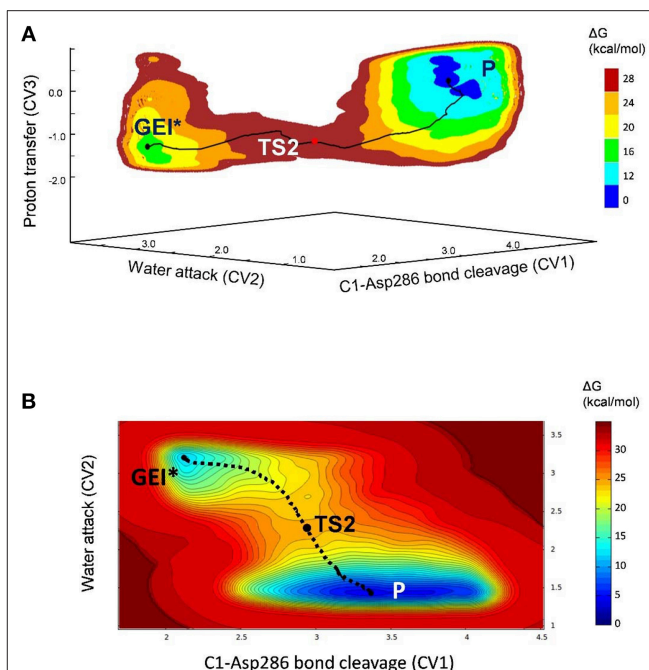 A
ΔG
(kcal/mol)
28
24
20
16
12
0
Proton transfer (CV3)
0.0
-1.0
-2.0
GEI*
TS2
P
3.0
2.0
1.0
Water attack (CV2)
3.0
4.0
2.0
C1-Asp286 bond cleavage (CV1)
B
ΔG
(kcal/mol)
30
25
20
15
10
5
0
Water attack (CV2)
3.5
3
2.5
2
1.5
1
GEI*
TS2
P
2
2.5
3
3.5
4
4.5
C1-Asp286 bond cleavage (CV1)